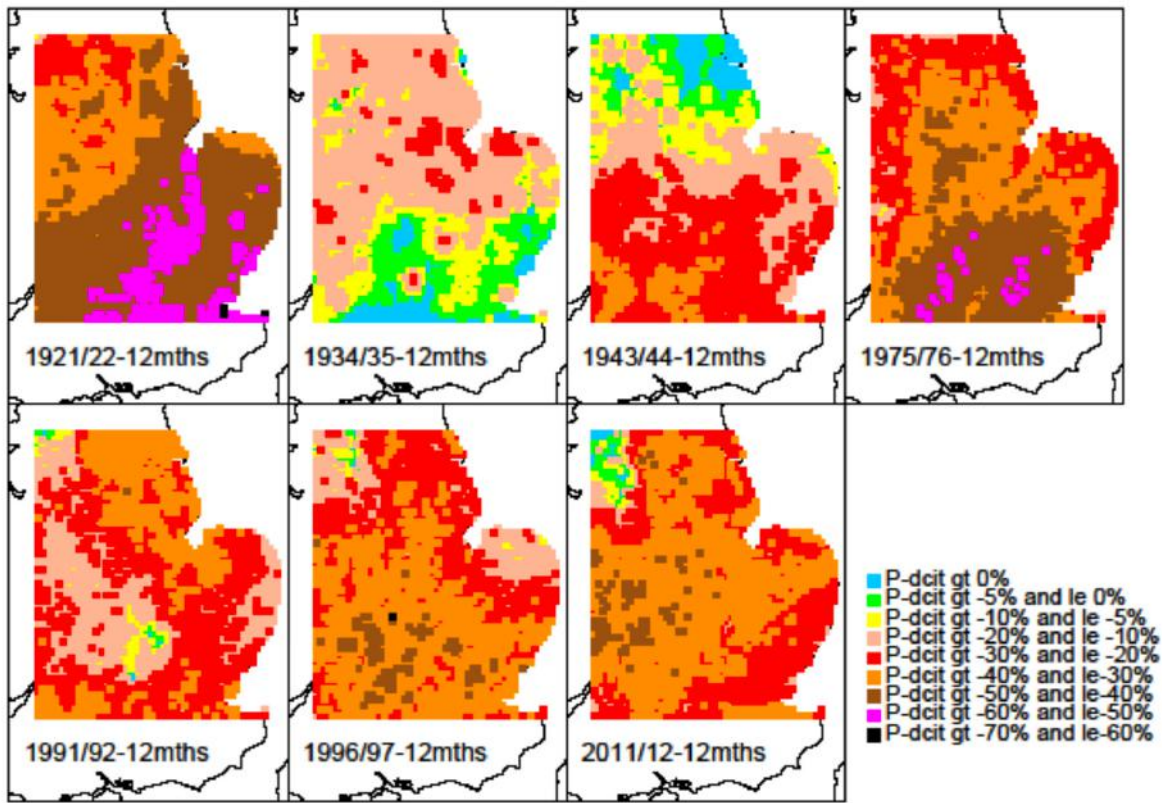 1921/22-12mths
1934/35-12mths
1943/44-12mths
1975/76-12mths
1991/92-12mths
1996/97-12mths
2011/12-12mths
P-dcit gt 0%
P-dcit gt -5% and le 0%
P-dcit gt -10% and le -5%
P-dcit gt -20% and le -10%
P-dcit gt -30% and le -20%
P-dcit gt -40% and le-30%
P-dcit gt -50% and le-40%
P-dcit gt -60% and le-50%
P-dcit gt -70% and le-60%